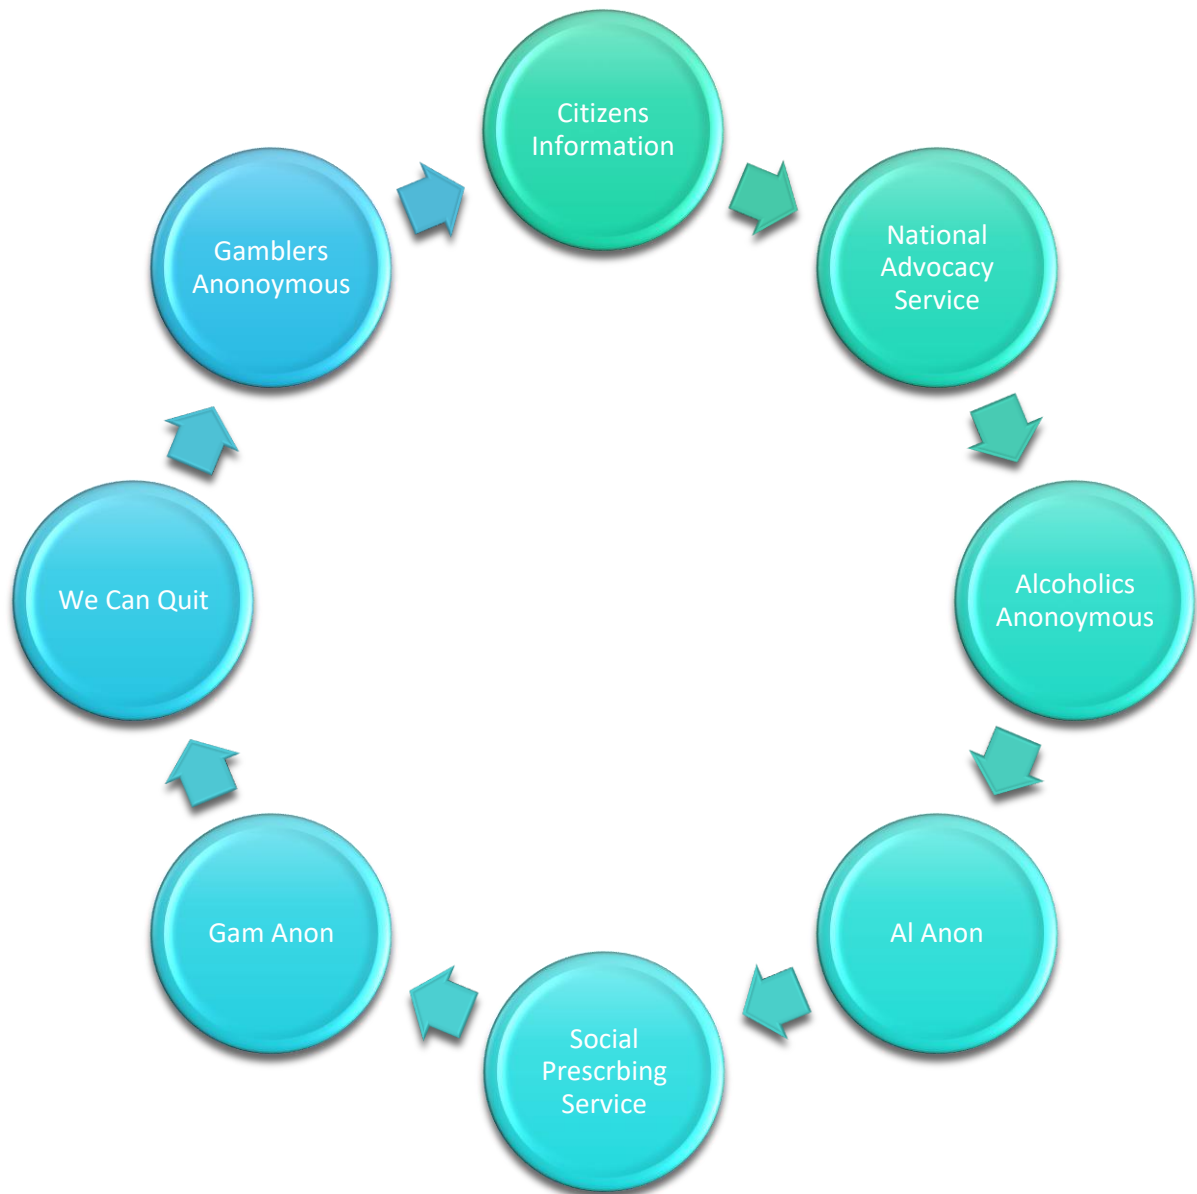 Citizens
Information
National
Advocacy
Service
Alcoholics
Anonoymous
Al Anon
Social
Prescrbing
Service
Gam Anon
We Can Quit
Gamblers
Anonoymous